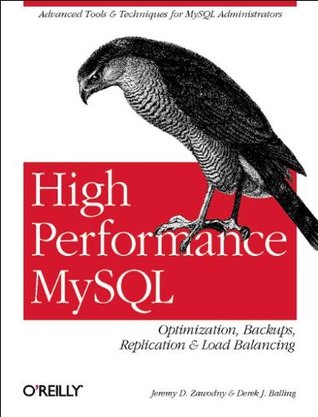 Advanced Tools & Techniques for MySQL Administrators
High
Performance
MySQL
Optimization, Backups,
Replication & Load Balancing
O'REILLY
Jeremy D. Zawodny & Derek J. Balling